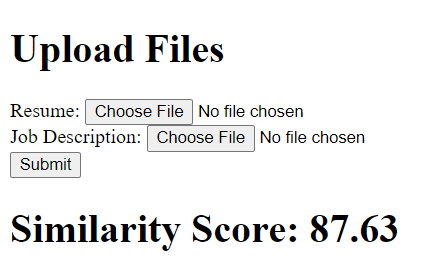 Upload Files
Resume: Choose File No file chosen
Job Description: Choose File No file chosen
Submit
Similarity Score: 87.63